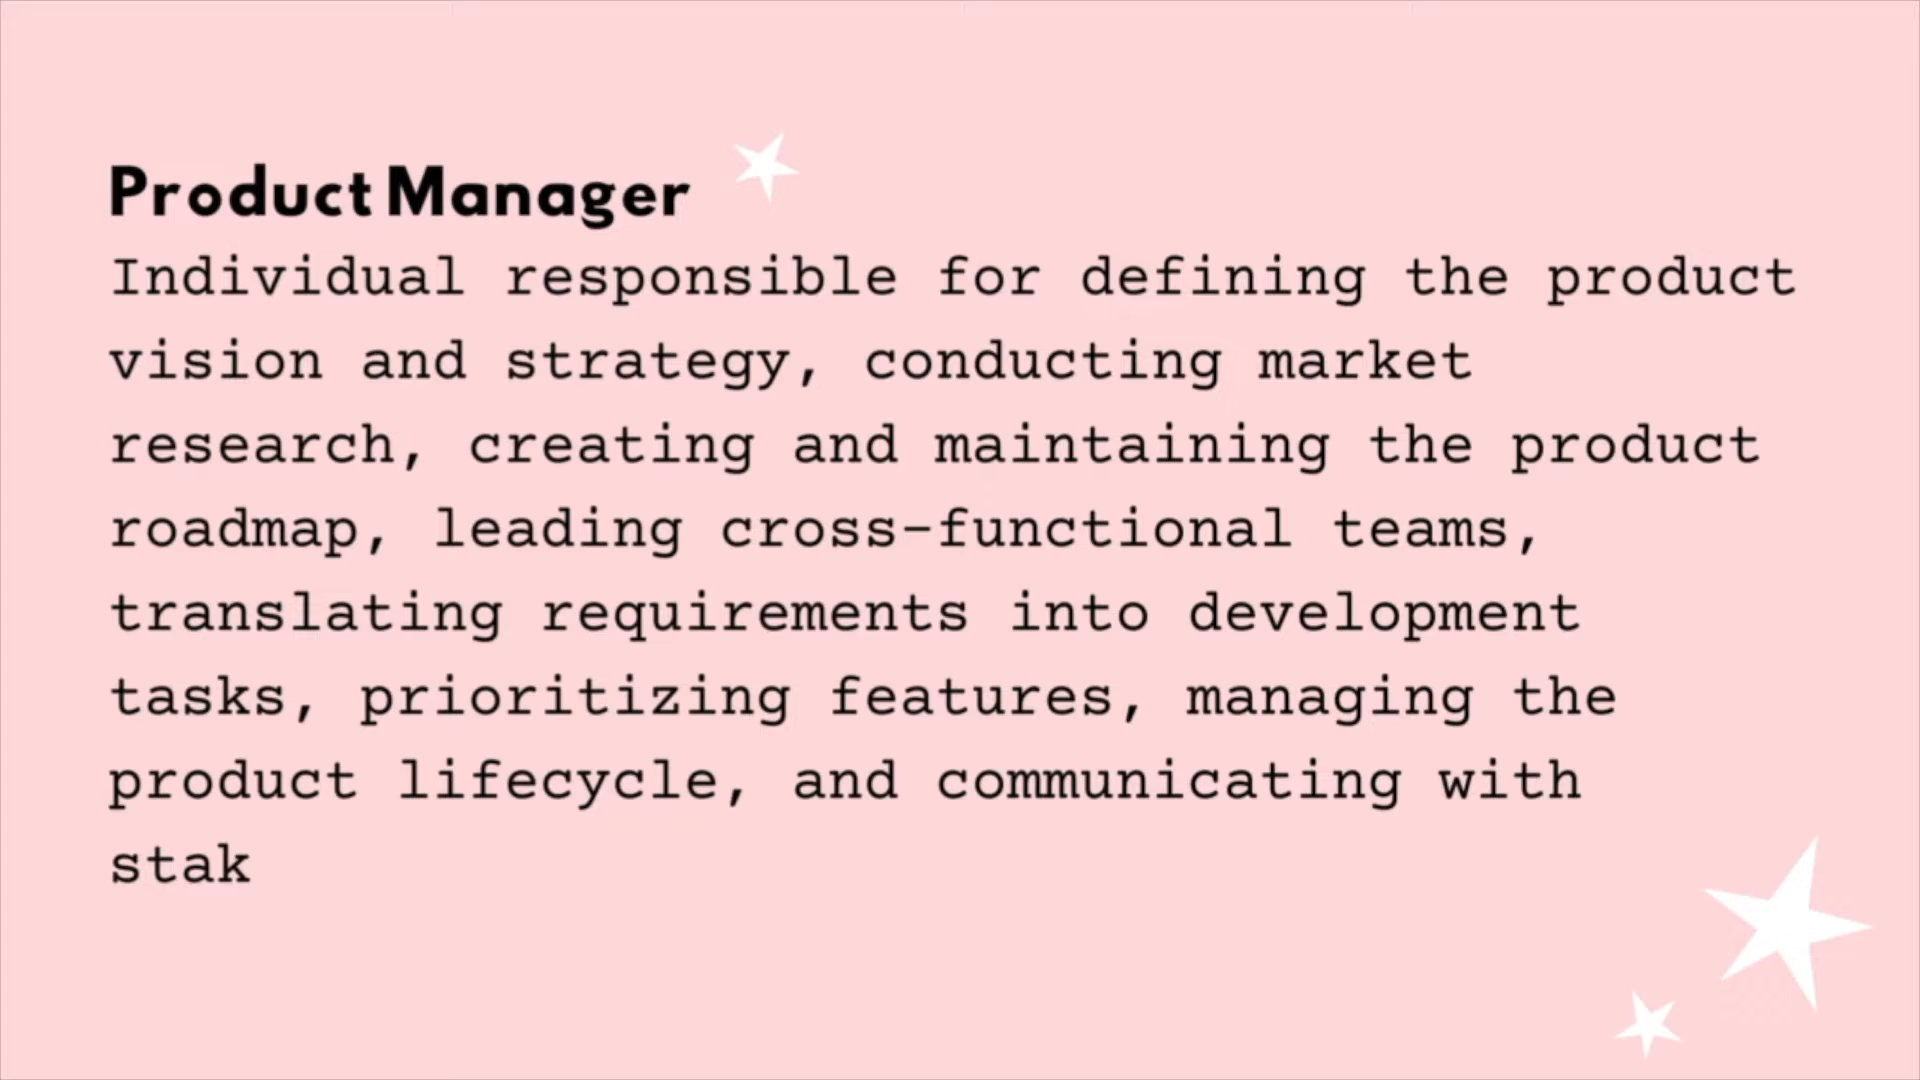 Product Manager
Individual responsible for defining the product
vision and strategy, conducting market
research, creating and maintaining the product
roadmap, leading cross-functional teams,
translating requirements into development
tasks, prioritizing features, managing the
product lifecycle, and communicating with
stak